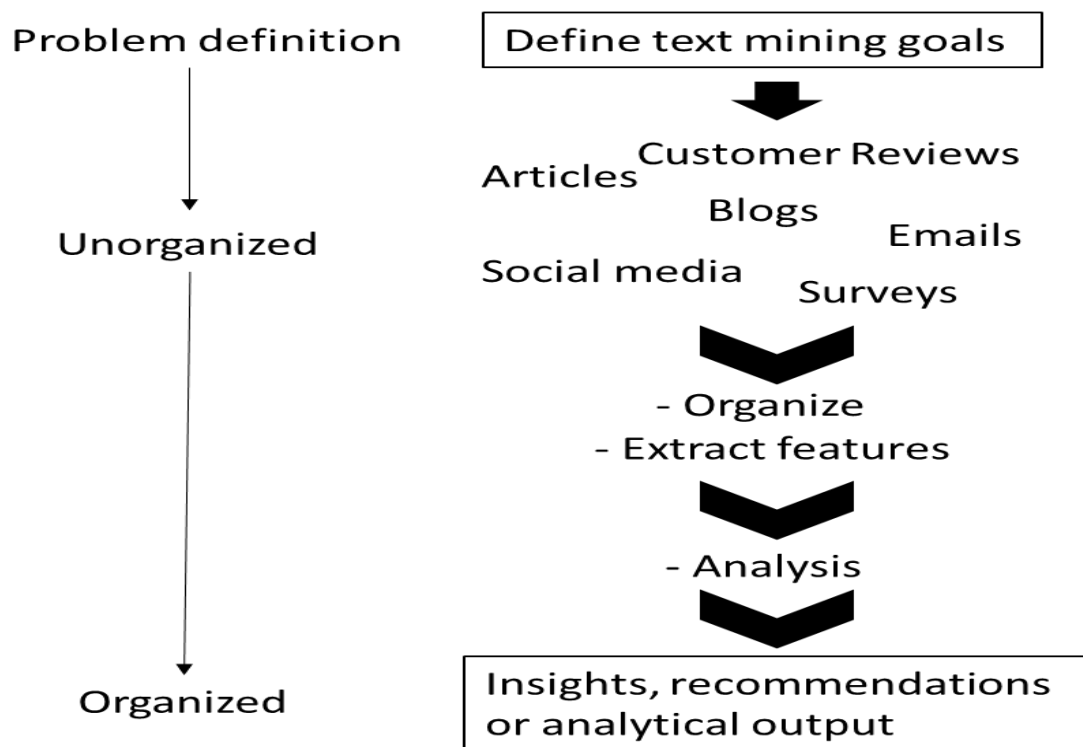 Problem definition
Define text mining goals
Customer Reviews
Articles
Blogs
Emails
Unorganized
Social media
Surveys
- Organize
- Extract features
- Analysis
Organized
Insights, recommendations
or analytical output